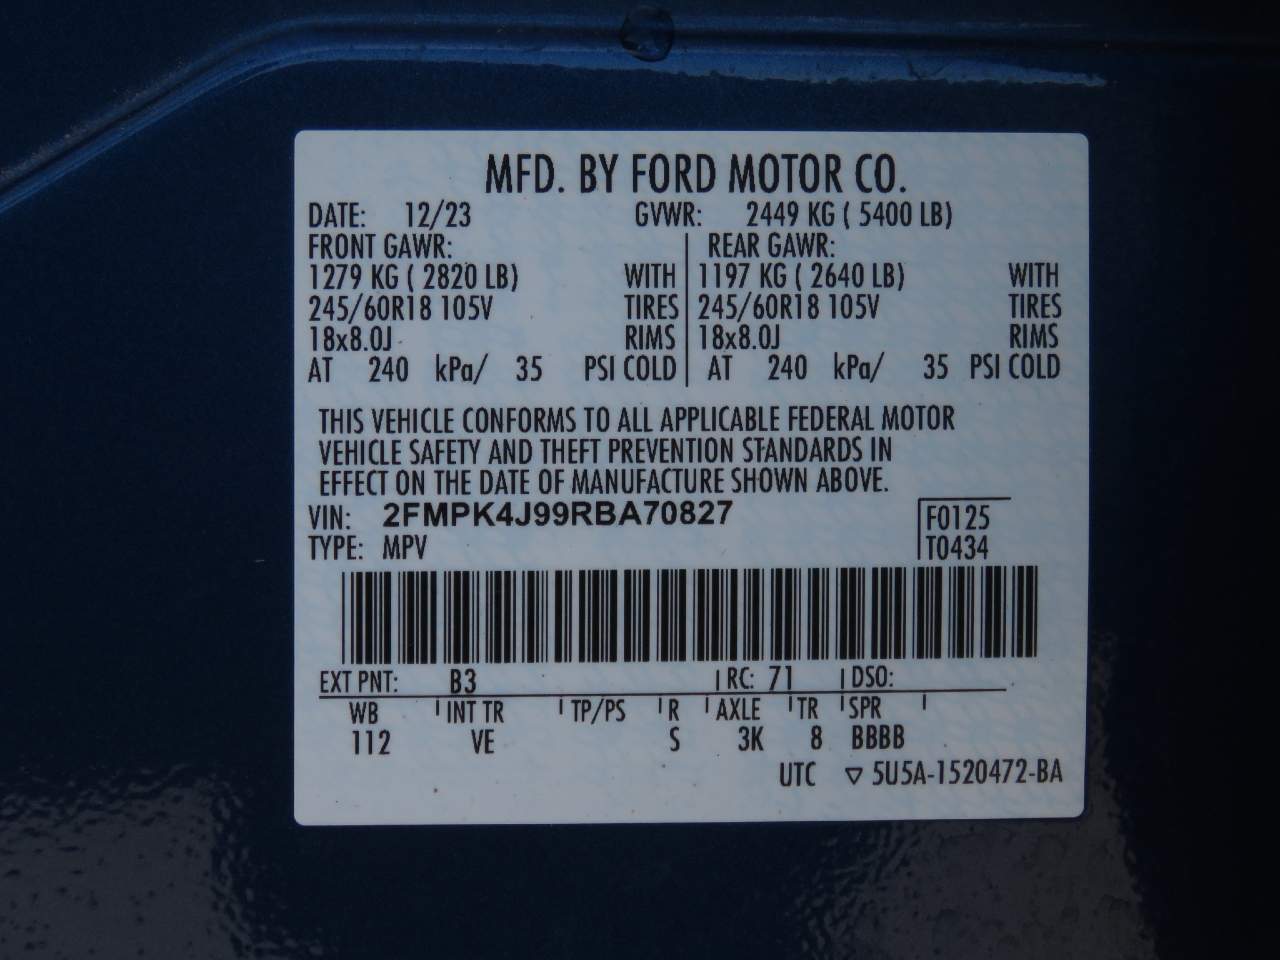 MFD. BY FORD MOTOR CO.
DATE: 12/23 GVWR: 2449 KG ( 5400 LB)
FRONT GAWR: REAR GAWR:
1279 KG ( 2820 LB) WITH 1197 KG ( 2640 LB) WITH
245/60R18 105V TIRES 245/60R18 105V TIRES
18x8.0J RIMS 18x8.0J RIMS
AT 240 kPa/ 35 PSI COLD AT 240 kPa/ 35 PSI COLD
THIS VEHICLE CONFORMS TO ALL APPLICABLE FEDERAL MOTOR
VEHICLE SAFETY AND THEFT PREVENTION STANDARDS IN
EFFECT ON THE DATE OF MANUFACTURE SHOWN ABOVE.
VIN: 2FMPK4J99RBA70827 F0125
TYPE: MPV T0434
EXT PNT: B3 RC: 71 DSO:
WB INT TR TP/PS R AXLE TR SPR
112 VE S 3K 8 BBBB
UTC ▽ 5U5A-1520472-BA